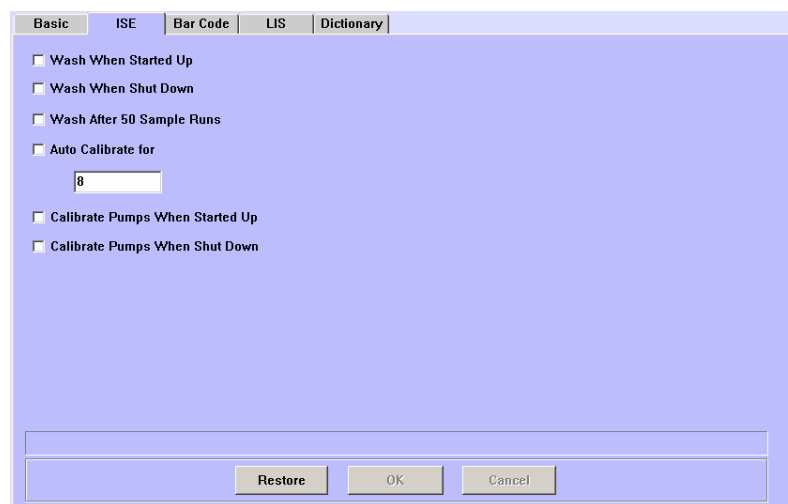 Basic ISE Bar Code LIS Dictionary
Wash When Started Up
Wash When Shut Down
Wash After 50 Sample Runs
Auto Calibrate for
8
Calibrate Pumps When Started Up
Calibrate Pumps When Shut Down
Restore OK Cancel